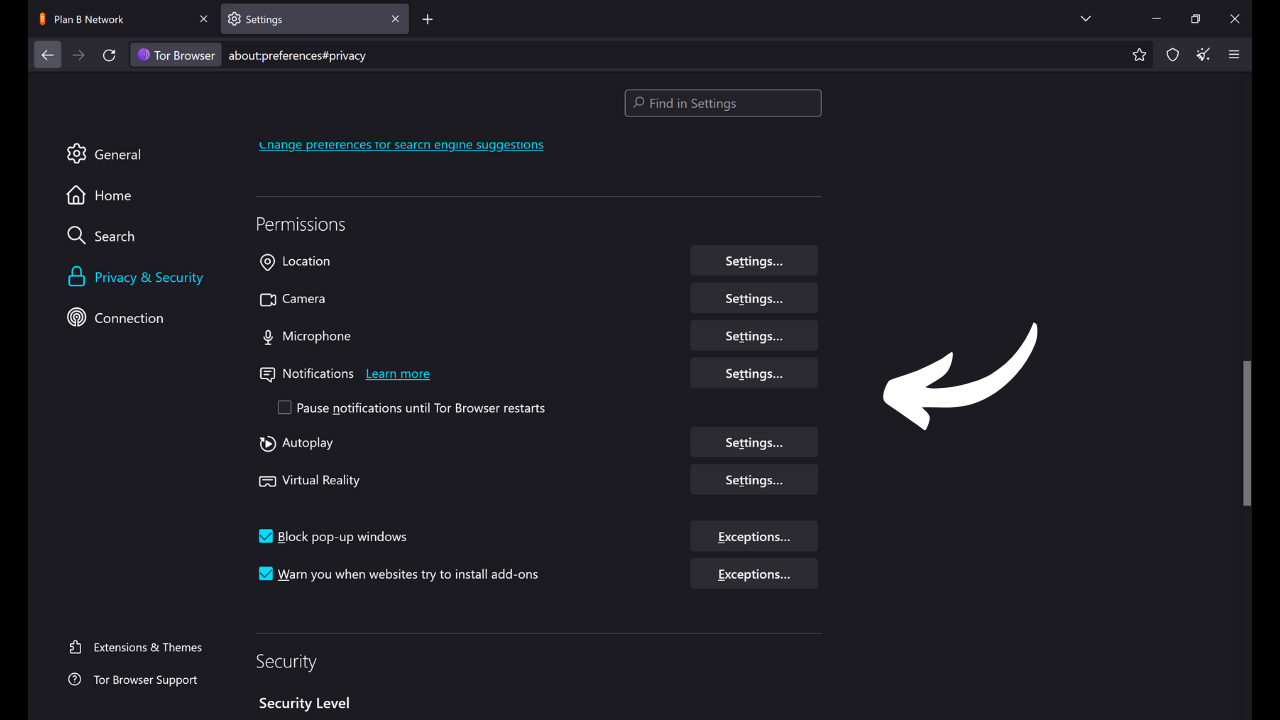 Plan B Network
Settings
Tor Browser about:preferences#privacy
Find in Settings
General
Home
Search
Privacy & Security
Connection
Extensions & Themes
Tor Browser Support
Change preferences for search engine suggestions
Permissions
Location Settings...
Camera Settings...
Microphone Settings...
Notifications Learn more Settings...
Pause notifications until Tor Browser restarts
Autoplay Settings...
Virtual Reality Settings...
Block pop-up windows Exceptions...
Warn you when websites try to install add-ons Exceptions...
Security
Security Level